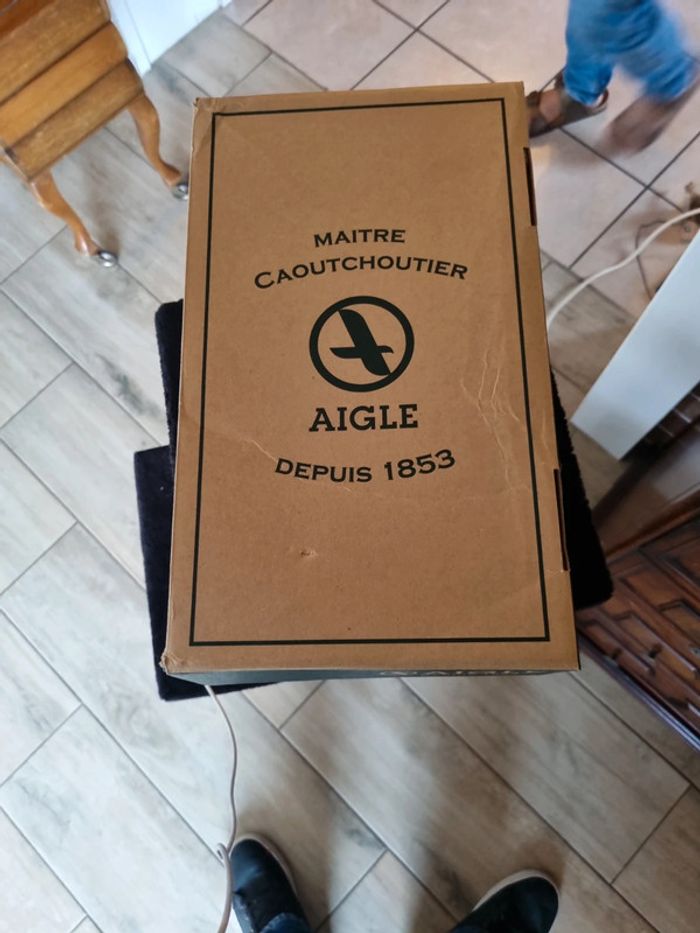 MAITRE
CAOUTCHOUTIER
AIGLE
DEPUIS 1853